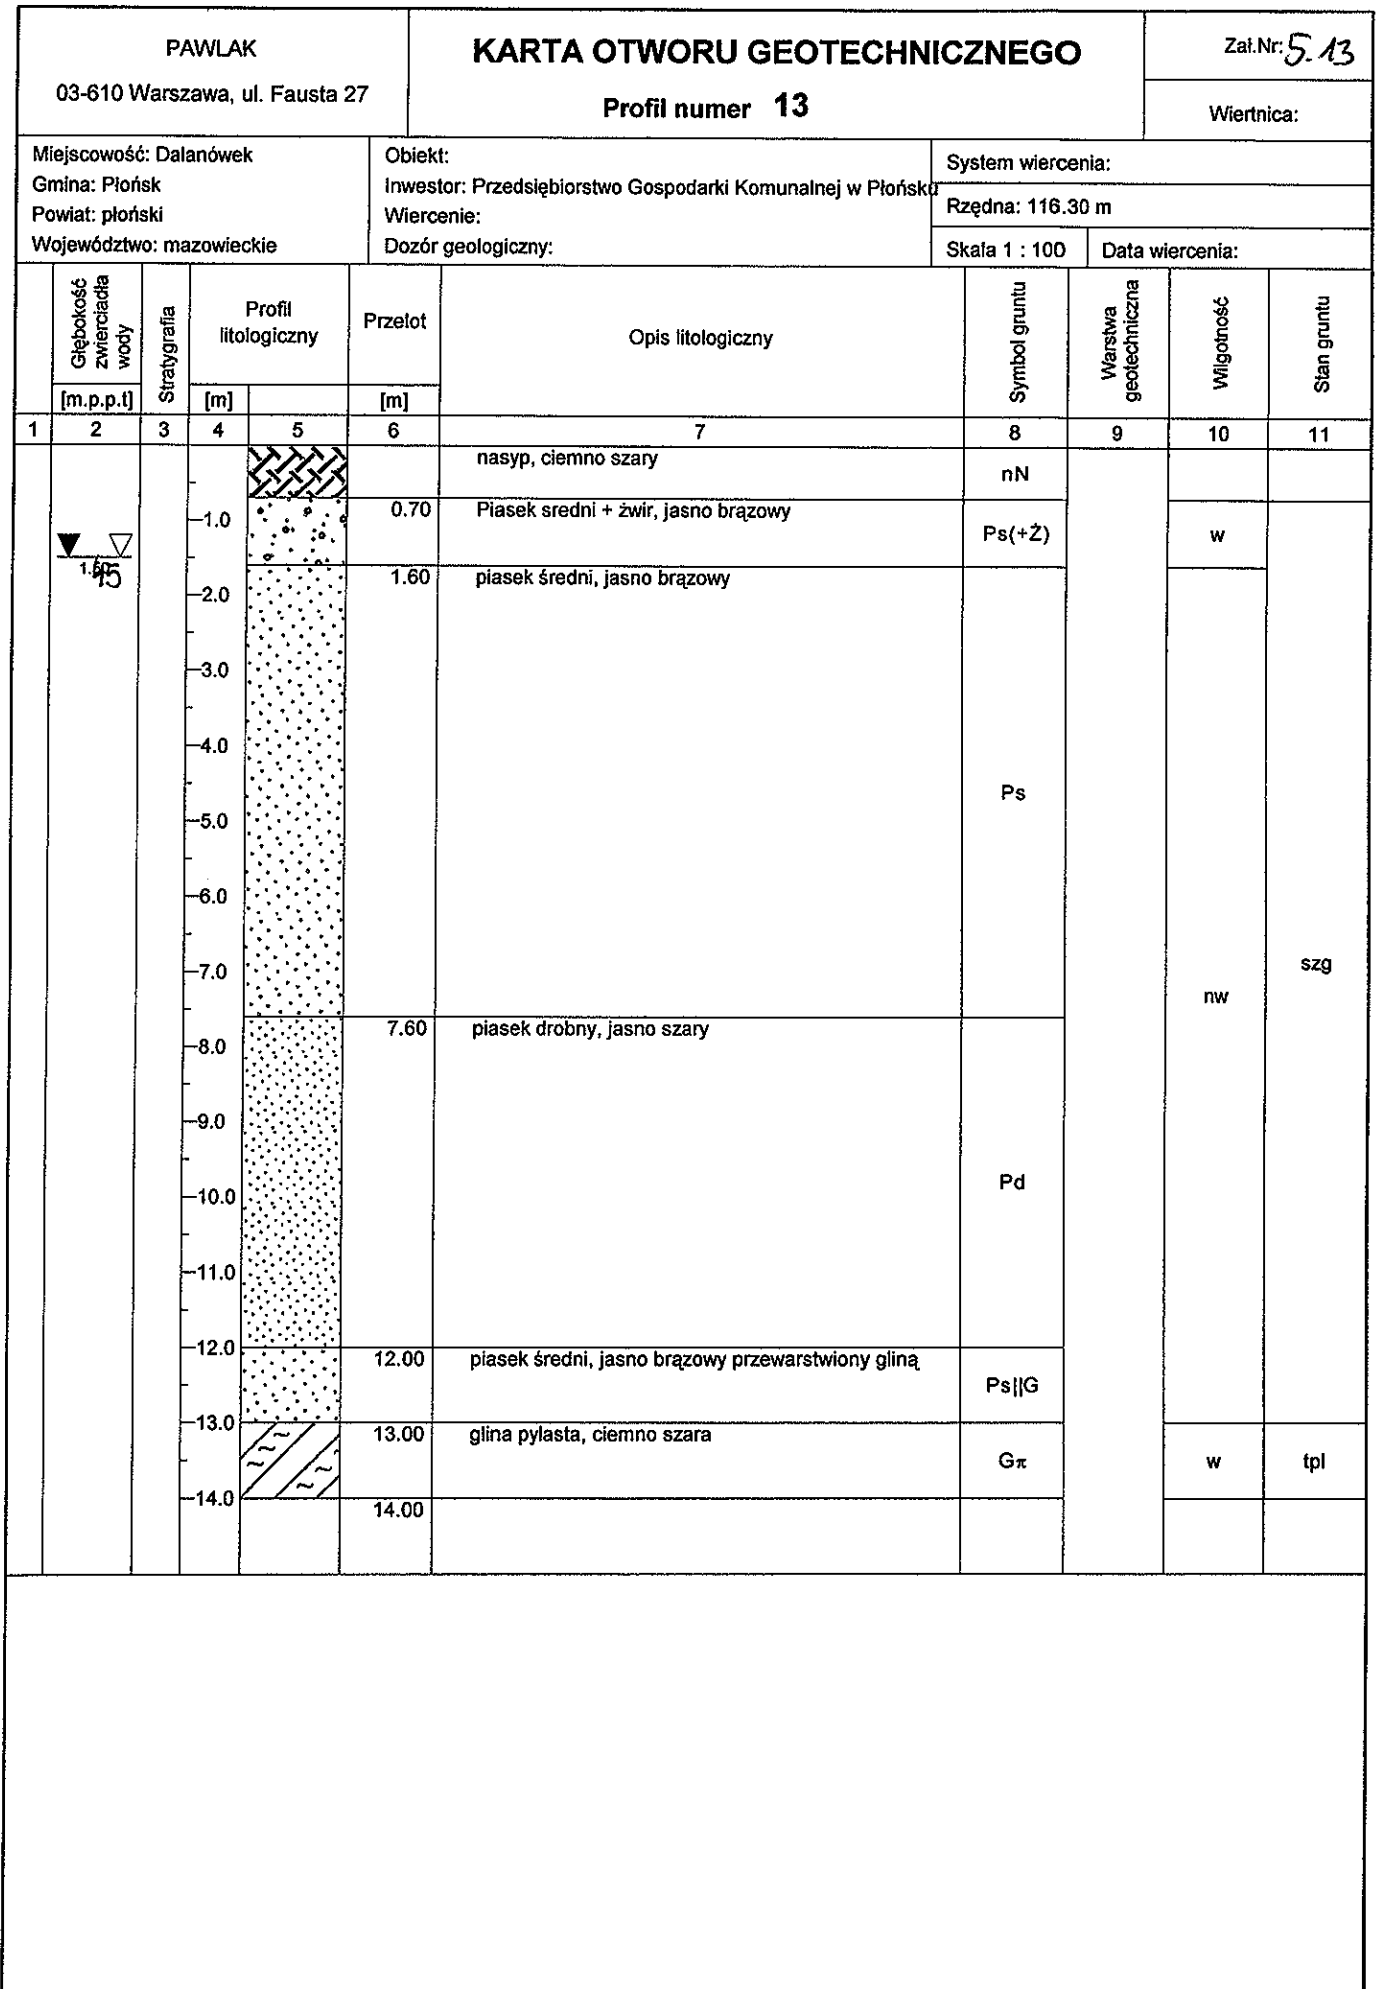 PAWLAK
03-610 Warszawa, ul. Fausta 27
KARTA OTWORU GEOTECHNICZNEGO
Profil numer 13
Zał.Nr: 5.13
Wiertnica:
Miejscowość: Dalanówek
Gmina: Płońsk
Powiat: płoński
Województwo: mazowieckie
Obiekt:
Inwestor: Przedsiębiorstwo Gospodarki Komunalnej w Płońsku
Wiercenie:
Dozór geologiczny:
System wiercenia:
Rzędna: 116.30 m
Skala 1 : 100
Data wiercenia:
Głębokość zwierciadła wody
[m.p.p.t]
Stratygrafia
Profil litologiczny
[m]
Przelot
[m]
Opis litologiczny
Symbol gruntu
Warstwa geotechniczna
Wilgotność
Stan gruntu
1 2 3 4 5 6 7 8 9 10 11
nasyp, ciemno szary
nN
0.70 Piasek sredni + żwir, jasno brązowy
1.0
Ps(+Ż)
w
1.60 piasek średni, jasno brązowy
2.0
3.0
4.0
Ps
5.0
6.0
7.0
szg
nw
7.60 piasek drobny, jasno szary
8.0
9.0
Pd
10.0
11.0
12.0
12.00 piasek średni, jasno brązowy przewarstwiony gliną
Ps||G
13.0
13.00 glina pylasta, ciemno szara
Gπ
w
tpl
14.0
14.00